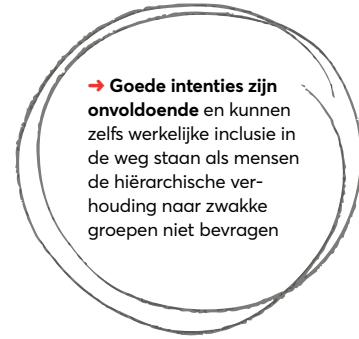 ➔ Goede intenties zijn
onvoldoende en kunnen
zelfs werkelijke inclusie in
de weg staan als mensen
de hiërarchische ver-
houding naar zwakke
groepen niet bevragen